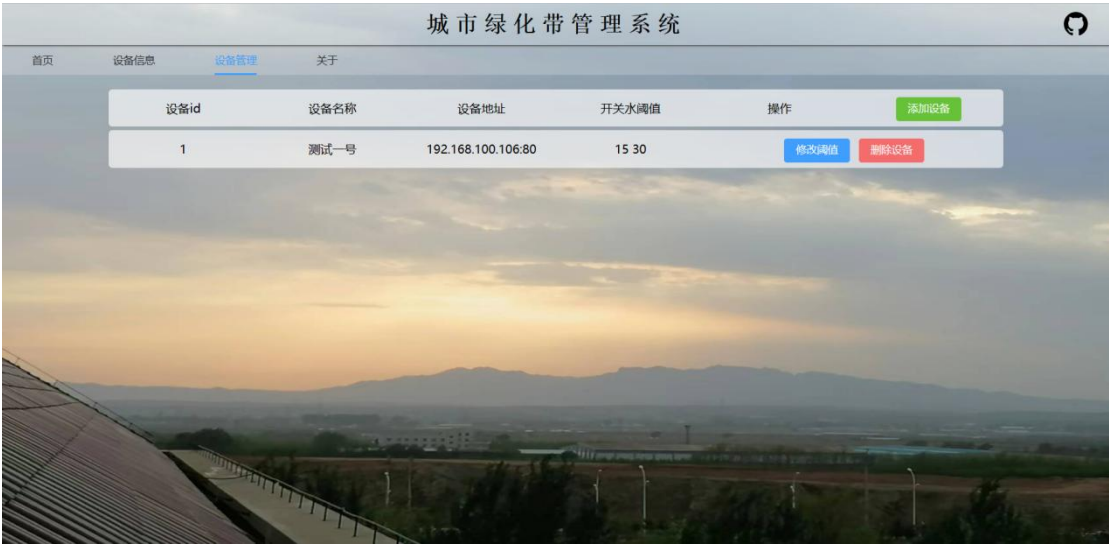 城市绿化带管理系统
首页 设备信息 设备管理 关于
设备id 设备名称 设备地址 开关水阈值 操作 添加设备
1 测试一号 192.168.100.106:80 15 30 修改阈值 删除设备